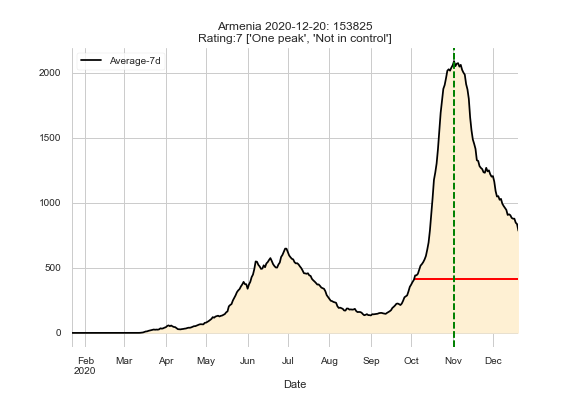 Armenia 2020-12-20: 153825
Rating:7 ['One peak', 'Not in control']
Average-7d
2000
1500
1000
500
0
Feb Mar Apr May Jun Jul Aug Sep Oct Nov Dec
2020
Date